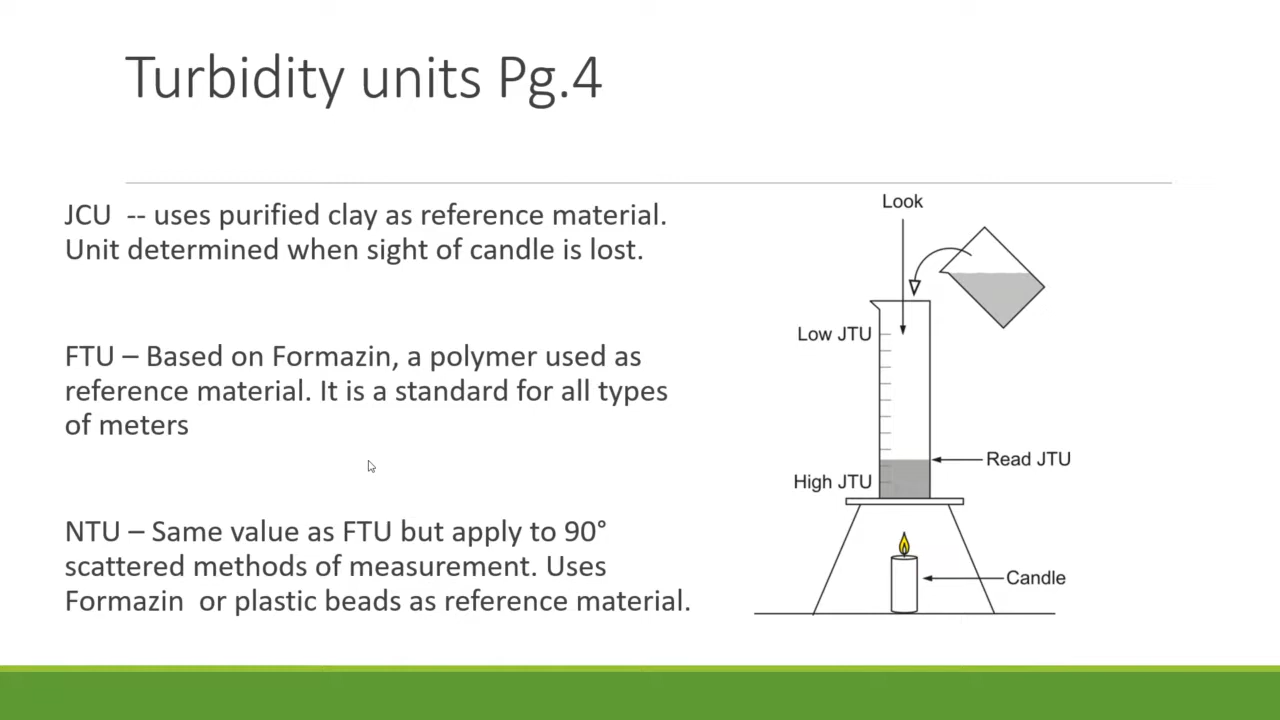 Turbidity units Pg.4
JCU -- uses purified clay as reference material.
Unit determined when sight of candle is lost.
FTU – Based on Formazin, a polymer used as
reference material. It is a standard for all types
of meters
NTU – Same value as FTU but apply to 90°
scattered methods of measurement. Uses
Formazin or plastic beads as reference material.
Look
Low JTU
Read JTU
High JTU
Candle